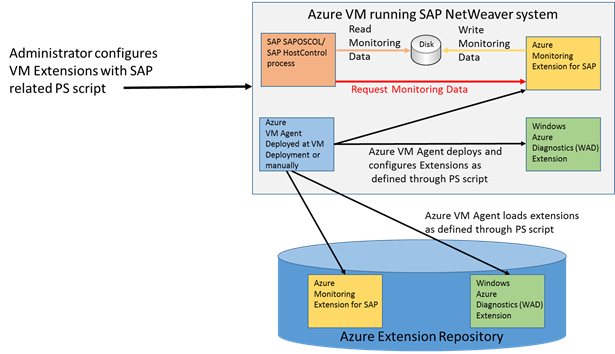 Azure VM running SAP NetWeaver system
Administrator configures
VM Extensions with SAP
related PS script
SAP SAPOSCOL/
SAP HostControl
process
Read
Monitoring
Data
Disk
Write
Monitoring
Data
Azure
Monitoring
Extension for SAP
Request Monitoring Data
Azure
VM Agent
Deployed at VM
Deployment or
manually
Azure VM Agent deploys and
configures Extensions as
defined through PS script
Windows
Azure
Diagnostics (WAD)
Extension
Azure VM Agent loads extensions
as defined through PS script
Azure
Monitoring
Extension for SAP
Windows
Azure
Diagnostics (WAD)
Extension
Azure Extension Repository